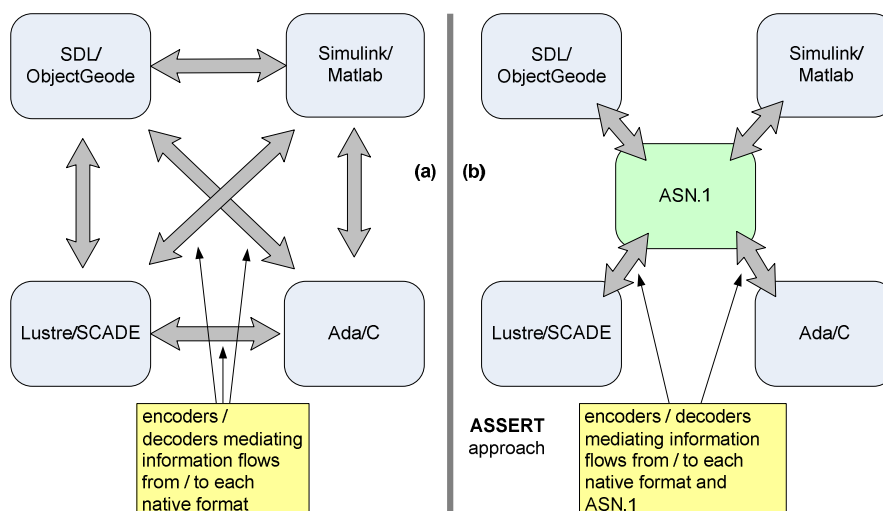 SDL/
ObjectGeode
Simulink/
Matlab
(a)
Lustre/SCADE
Ada/C
encoders /
decoders mediating
information flows
from / to each
native format
(b)
SDL/
ObjectGeode
Simulink/
Matlab
ASN.1
Lustre/SCADE
Ada/C
ASSERT
approach
encoders / decoders
mediating information
flows from / to each
native format and
ASN.1